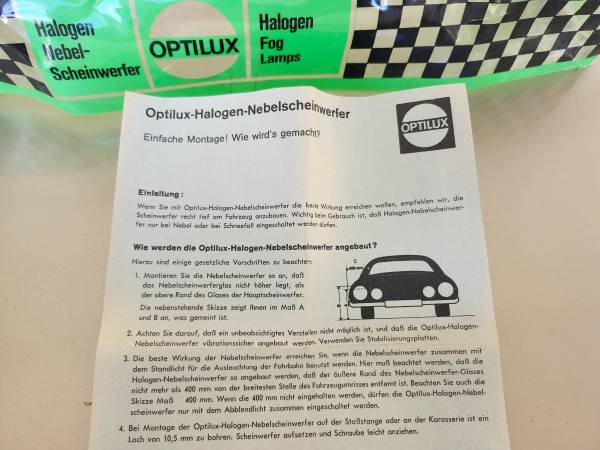 Halogen
Nebel-
Scheinwerfer
OPTILUX
Halogen
Fog
Lamps
Optilux-Halogen-Nebelscheinwerfer
OPTILUX
Einfache Montage! Wie wird's gemacht?
Einleitung:
Wenn Sie mit Optilux-Halogen-Nebelscheinwerfer die beste Wirkung erreichen wollen, empfehlen wir, die
Scheinwerfer recht tief am Fahrzeug anzubauen. Wichtig beim Gebrauch ist, daß Halogen-Nebelscheinwer-
fer nur bei Nebel oder bei Schneefall eingeschaltet werden dürfen.
Wie werden die Optilux-Halogen-Nebelscheinwerfer angebaut?
Hierzu sind einige gesetzliche Vorschriften zu beachten:
1. Montieren Sie die Nebelscheinwerfer so an, daß
das Nebelscheinwerferglas nicht höher liegt, als
der obere Rand des Glases der Hauptscheinwerfer.
Die nebenstehende Skizze zeigt Ihnen im Maß A
und B an, was gemeint ist.
400 mm
2. Achten Sie darauf, daß ein unbeabsichtigtes Verstellen nicht möglich ist, und daß die Optilux-Halogen-
Nebelscheinwerfer vibrationssicher angebaut werden. Verwenden Sie Stabilisierungsplatten.
3. Die beste Wirkung der Nebelscheinwerfer erreichen Sie, wenn die Nebelscheinwerfer zusammen mit
dem Standlicht für die Ausleuchtung der Fahrbahn benutzt werden. Hier muß beachtet werden, daß die
Halogen-Nebelscheinwerfer so angebaut werden, daß der äußere Rand des Nebelscheinwerfer-Glases
nicht mehr als 400 mm von der breitesten Stelle des Fahrzeugumrisses entfernt ist. Beachten Sie auch die
Skizze Maß 400 mm. Wenn die 400 mm nicht eingehalten werden, dürfen die Optilux-Halogen-Nebel-
scheinwerfer nur mit dem Abblendlicht zusammen eingeschaltet werden.
4. Bei Montage der Optilux-Halogen-Nebelscheinwerfer auf der Stoßstange oder an der Karosserie ist ein
Loch von 10,5 mm zu bohren. Scheinwerfer aufsetzen und Schraube leicht anziehen.